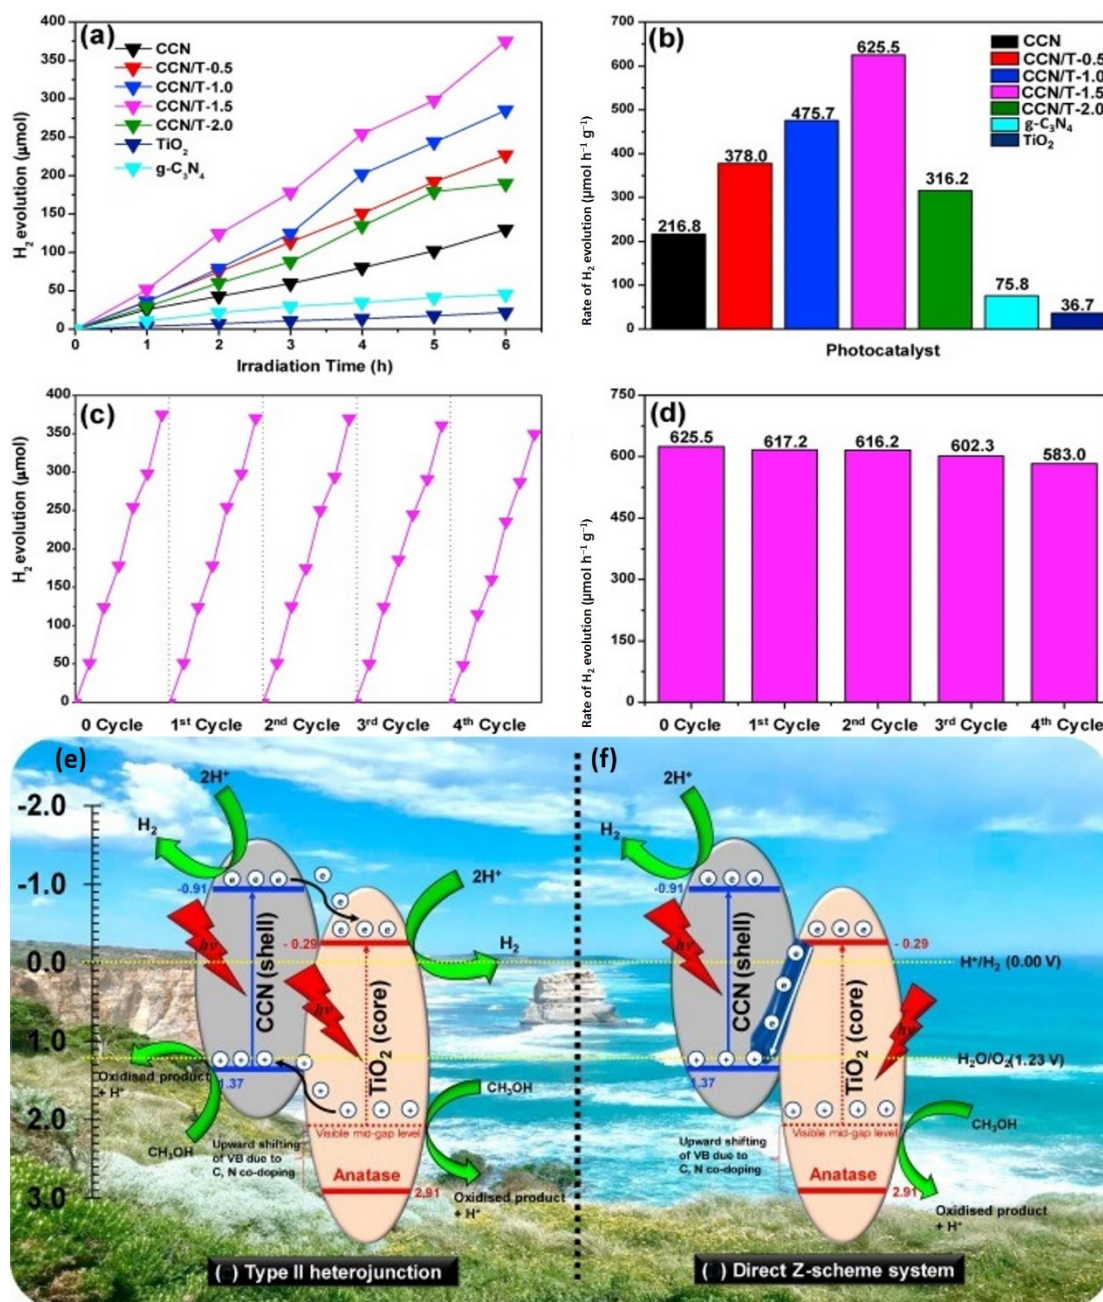 (a)
CCN
CCN/T-0.5
CCN/T-1.0
CCN/T-1.5
CCN/T-2.0
TiO₂
g-C₃N₄
H₂ evolution (μmol)
400
350
300
250
200
150
100
50
0
0 1 2 3 4 5 6
Irradiation Time (h)
(b)
CCN
CCN/T-0.5
CCN/T-1.0
CCN/T-1.5
CCN/T-2.0
g-C₃N₄
TiO₂
Rate of H₂ evolution (μmol h⁻¹ g⁻¹)
700
600
500
400
300
200
100
0
216.8
378.0
475.7
625.5
316.2
75.8
36.7
Photocatalyst
(c)
H₂ evolution (μmol)
400
350
300
250
200
150
100
50
0
0 Cycle 1ˢᵗ Cycle 2ⁿᵈ Cycle 3ʳᵈ Cycle 4ᵗʰ Cycle
(d)
Rate of H₂ evolution (μmol h⁻¹ g⁻¹)
750
600
450
300
150
0
625.5
617.2
616.2
602.3
583.0
0 Cycle 1ˢᵗ Cycle 2ⁿᵈ Cycle 3ʳᵈ Cycle 4ᵗʰ Cycle
(e)
-2.0
-1.0
0.0
1.0
2.0
3.0
2H⁺
H₂
-0.91
e e e
e
e
e e e
2H⁺
H₂
- 0.29
hν
hν
CCN (shell)
TiO₂ (core)
+ + +
+
+
+ + + +
1.37
Oxidised product
+ H⁺
CH₃OH
CH₃OH
Visible mid-gap level
Upward shifting
of VB due to
C, N co-doping
Anatase
2.91
Oxidised product
+ H⁺
Type II heterojunction
(f)
2H⁺
H₂
-0.91
e e e
e e e
- 0.29
e
e
e
hν
hν
CCN (shell)
TiO₂ (core)
H⁺/H₂ (0.00 V)
H₂O/O₂(1.23 V)
+ + +
+ + + +
1.37
CH₃OH
Visible mid-gap level
Upward shifting
of VB due to
C, N co-doping
Anatase
2.91
Oxidised product
+ H⁺
Direct Z-scheme system